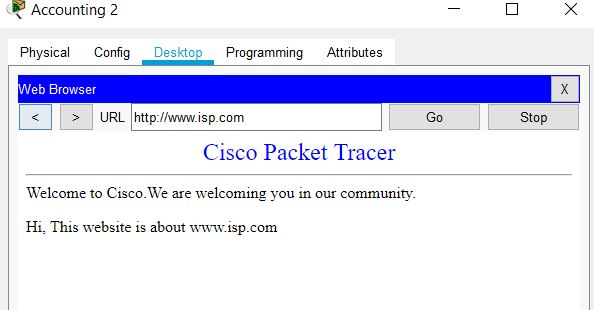 Accounting 2
Physical Config Desktop Programming Attributes
Web Browser X
< > URL http://www.isp.com Go Stop
Cisco Packet Tracer
Welcome to Cisco.We are welcoming you in our community.
Hi, This website is about www.isp.com